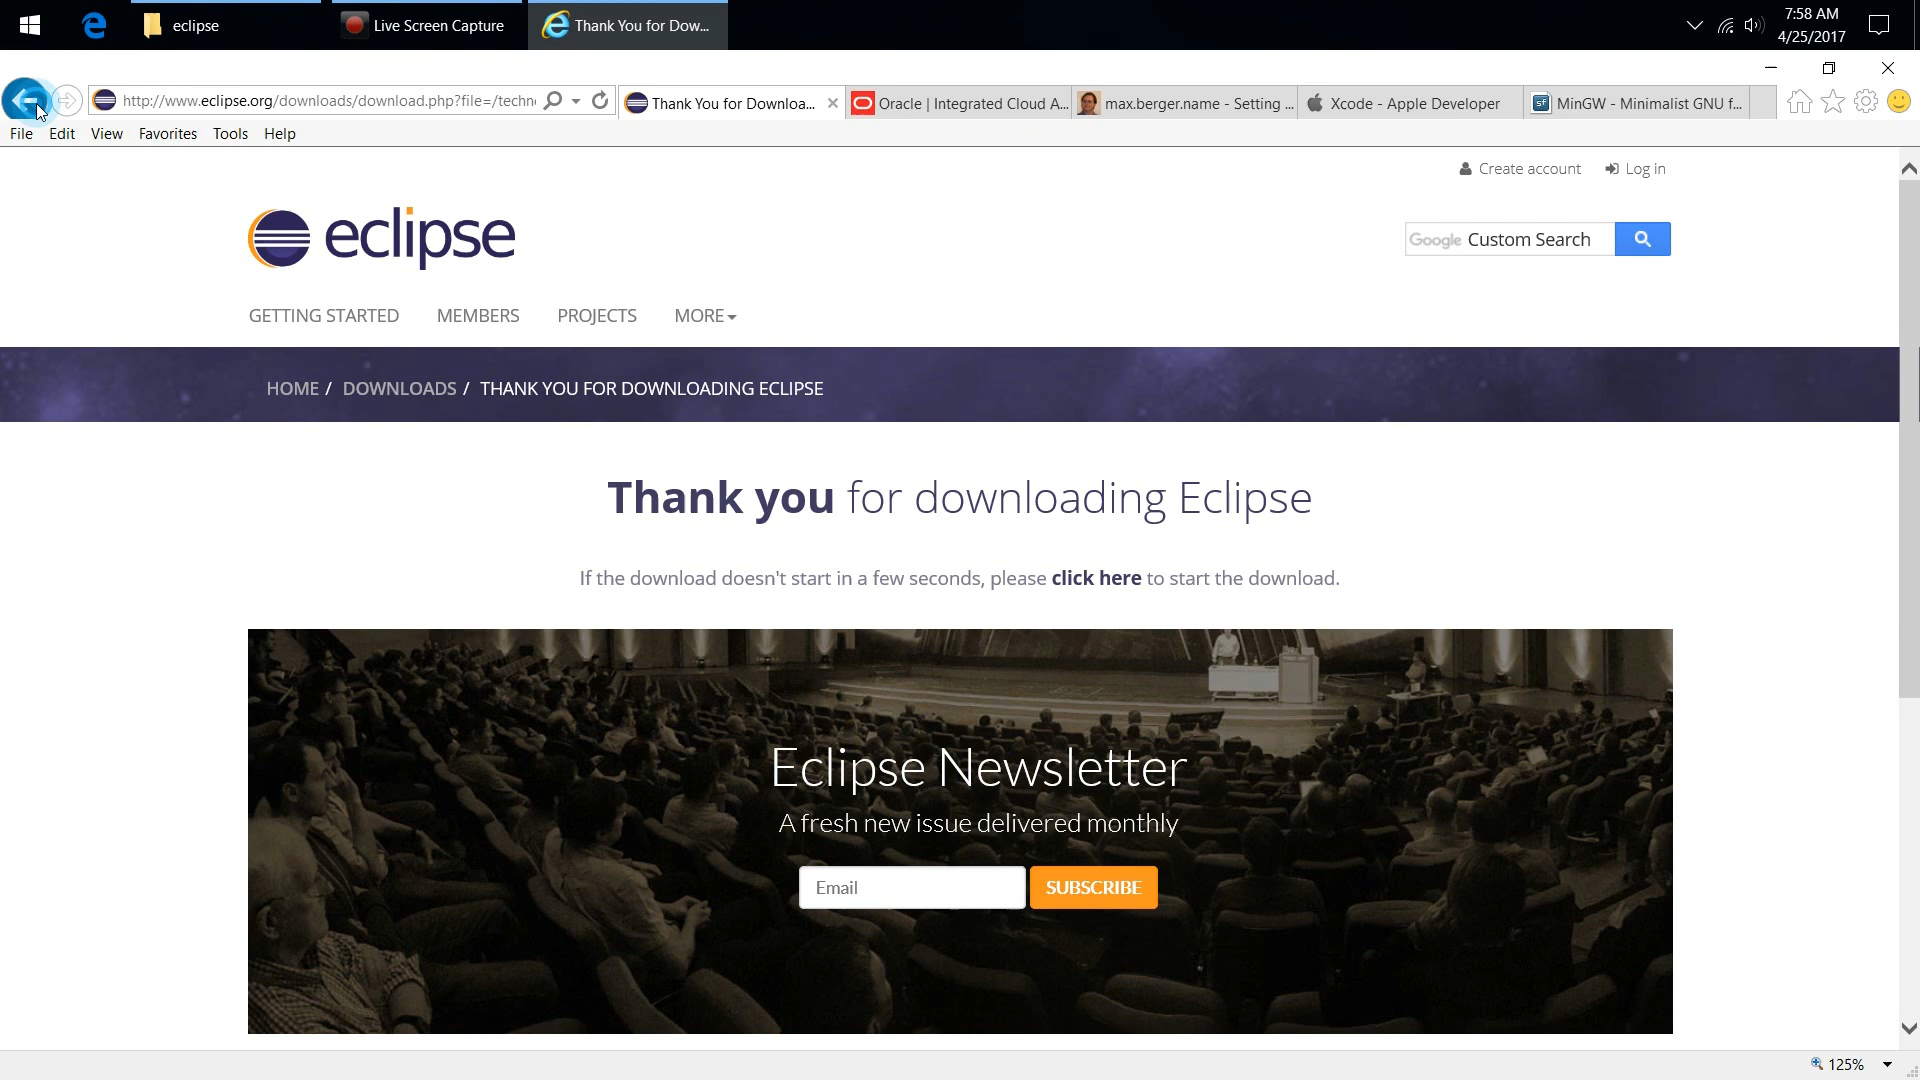 eclipse
Live Screen Capture
Thank You for Dow...
7:58 AM
4/25/2017
http://www.eclipse.org/downloads/download.php?file=/techn
Thank You for Downloa...
Oracle | Integrated Cloud A...
max.berger.name - Setting ...
Xcode - Apple Developer
sf MinGW - Minimalist GNU f...
File Edit View Favorites Tools Help
Create account Log in
eclipse
Google Custom Search
GETTING STARTED MEMBERS PROJECTS MORE
HOME / DOWNLOADS / THANK YOU FOR DOWNLOADING ECLIPSE
Thank you for downloading Eclipse
If the download doesn't start in a few seconds, please click here to start the download.
Eclipse Newsletter
A fresh new issue delivered monthly
Email SUBSCRIBE
125%